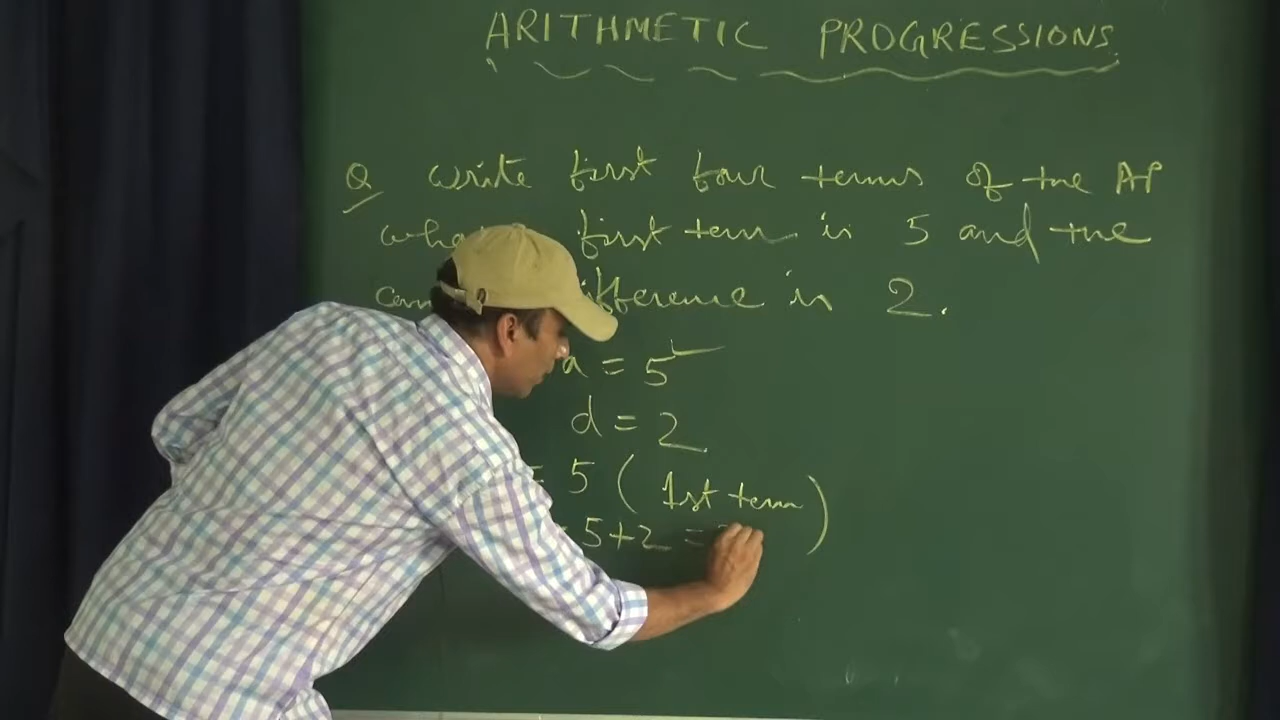 ARITHMETIC PROGRESSIONS
Q Write first four terms of the AP
first term is 5 and the
difference is 2.
a = 5
d = 2
= 5 ( 1st term )
= 5+2 =